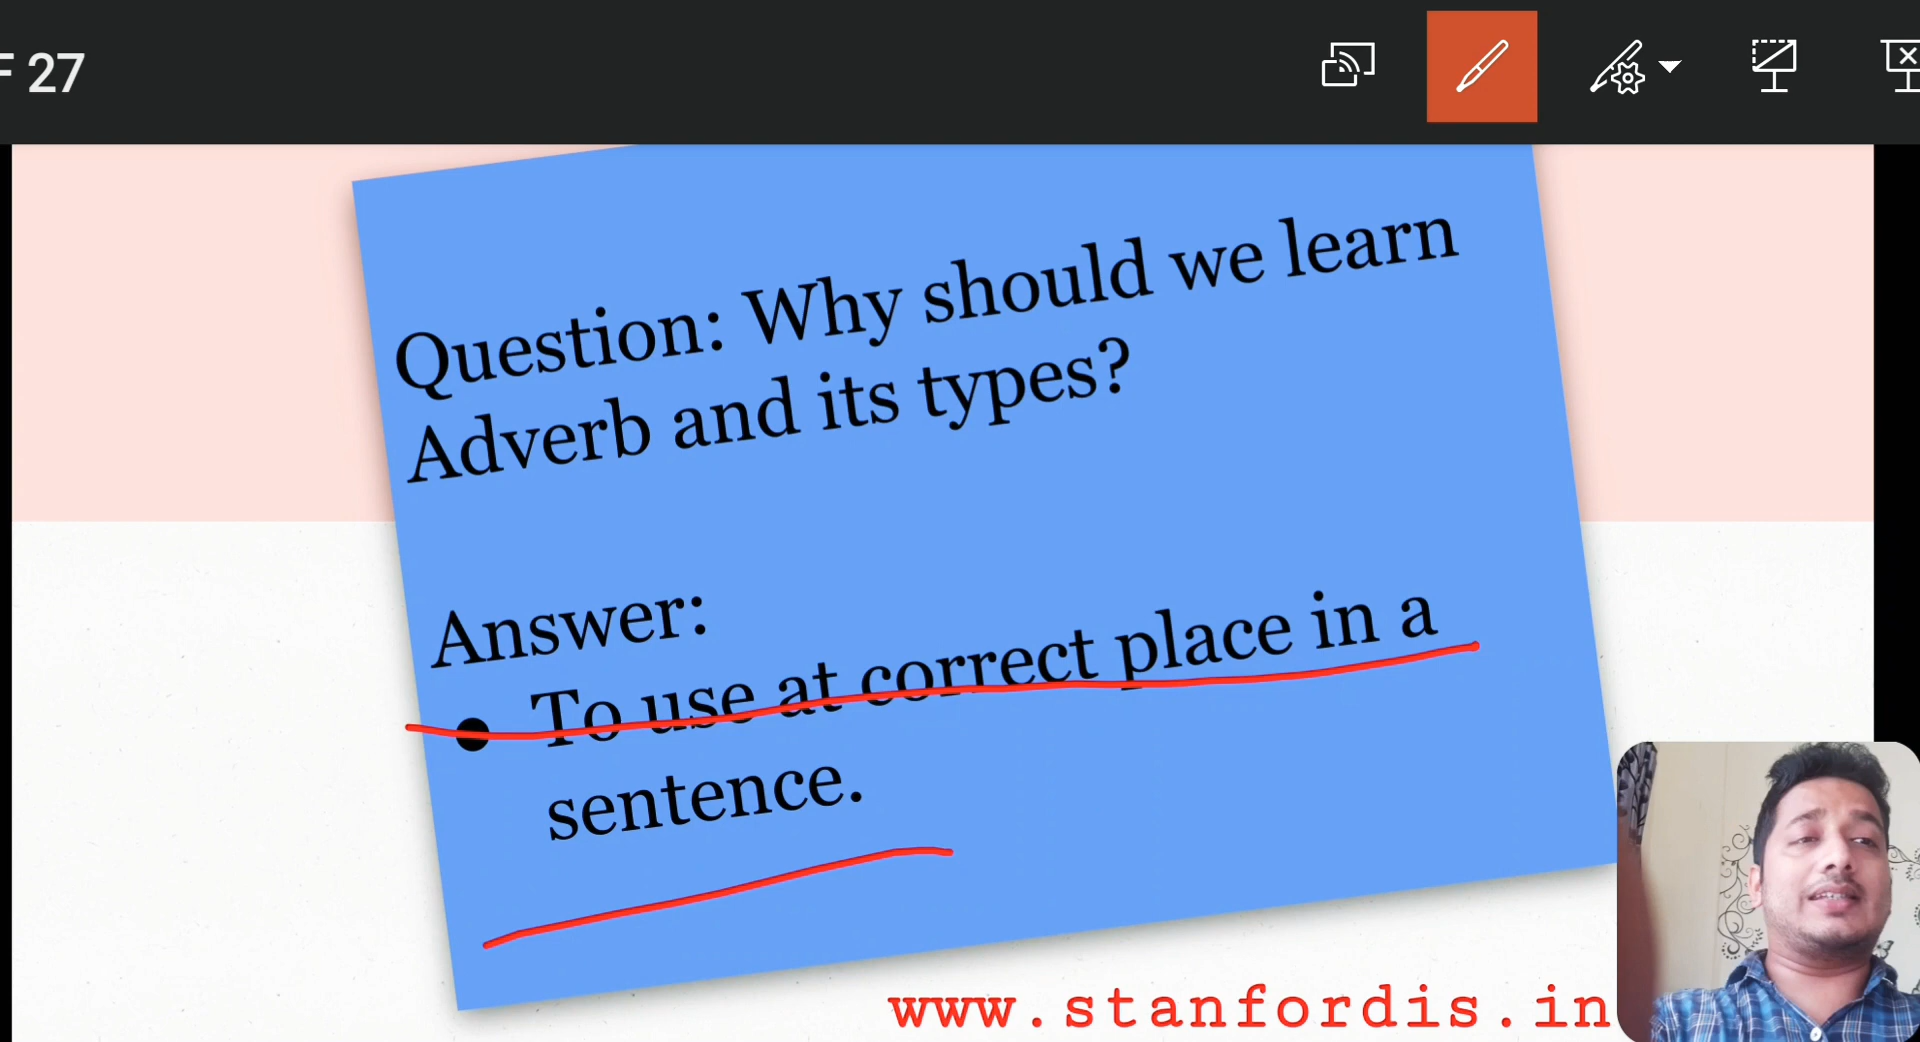 F 27
Question: Why should we learn
Adverb and its types?
Answer:
● To use at correct place in a
sentence.
www.stanfordis.in